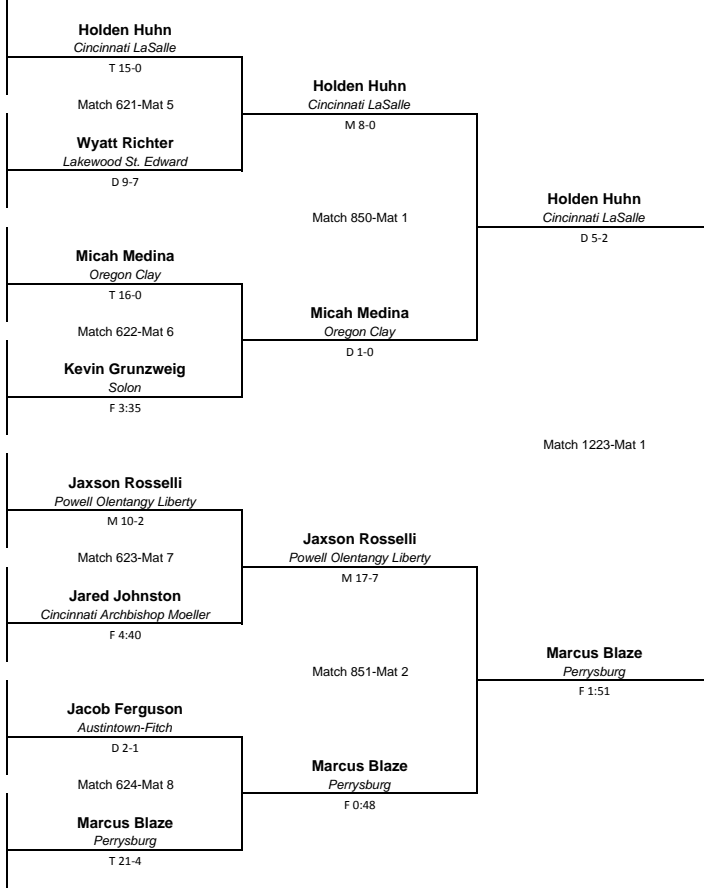 Holden Huhn
Cincinnati LaSalle
T 15-0
Match 621-Mat 5
Wyatt Richter
Lakewood St. Edward
D 9-7
Micah Medina
Oregon Clay
T 16-0
Match 622-Mat 6
Kevin Grunzweig
Solon
F 3:35
Jaxson Rosselli
Powell Olentangy Liberty
M 10-2
Match 623-Mat 7
Jared Johnston
Cincinnati Archbishop Moeller
F 4:40
Jacob Ferguson
Austintown-Fitch
D 2-1
Match 624-Mat 8
Marcus Blaze
Perrysburg
T 21-4
Holden Huhn
Cincinnati LaSalle
M 8-0
Match 850-Mat 1
Micah Medina
Oregon Clay
D 1-0
Jaxson Rosselli
Powell Olentangy Liberty
M 17-7
Match 851-Mat 2
Marcus Blaze
Perrysburg
F 0:48
Holden Huhn
Cincinnati LaSalle
D 5-2
Match 1223-Mat 1
Marcus Blaze
Perrysburg
F 1:51